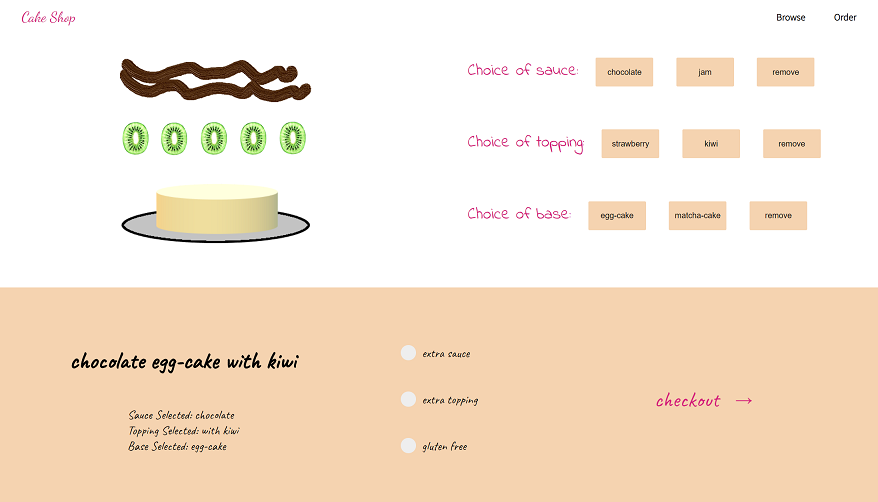 Cake Shop Browse Order
Choice of sauce: chocolate jam remove
Choice of topping: strawberry kiwi remove
Choice of base: egg-cake matcha-cake remove
chocolate egg-cake with kiwi
Sauce Selected: chocolate
Topping Selected: with kiwi
Base Selected: egg-cake
extra sauce
extra topping
gluten free
checkout →